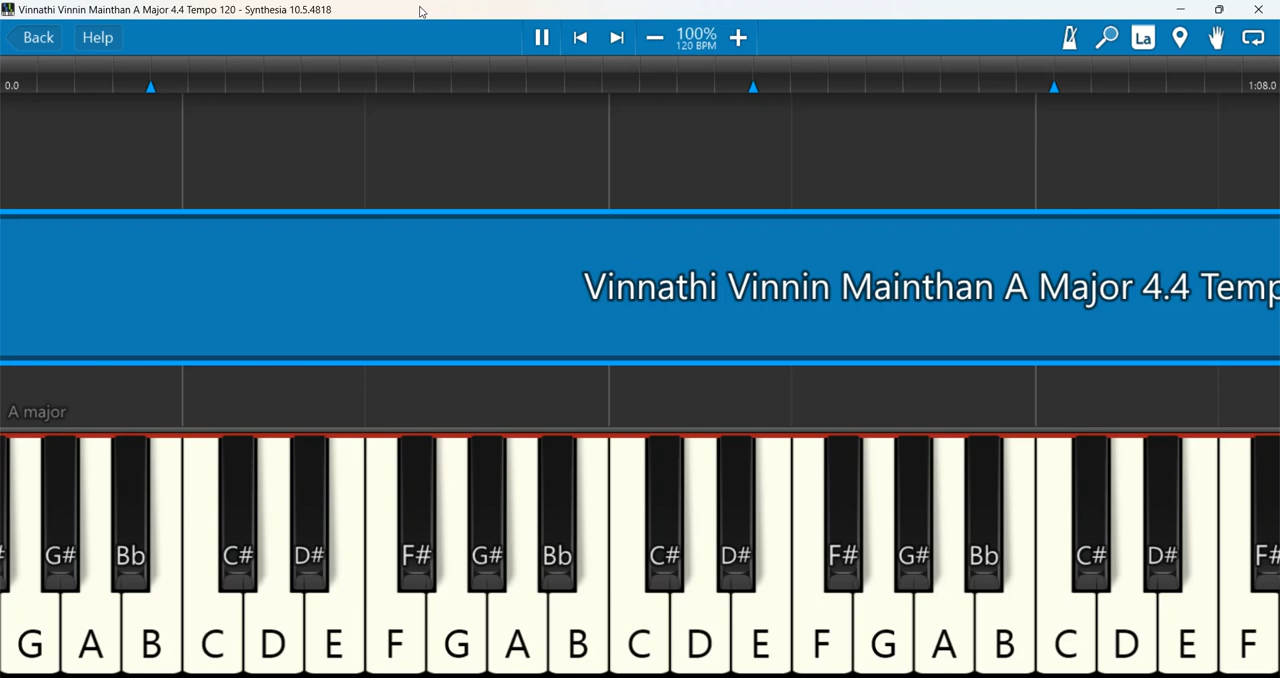 Vinnathi Vinnin Mainthan A Major 4.4 Tempo 120 - Synthesia 10.5.4818
Back Help 100% La
120 BPM
0.0 1:08.0
Vinnathi Vinnin Mainthan A Major 4.4 Temp
A major
# G# Bb C# D# F# G# Bb C# D# F# G# Bb C# D# F#
G A B C D E F G A B C D E F G A B C D E F